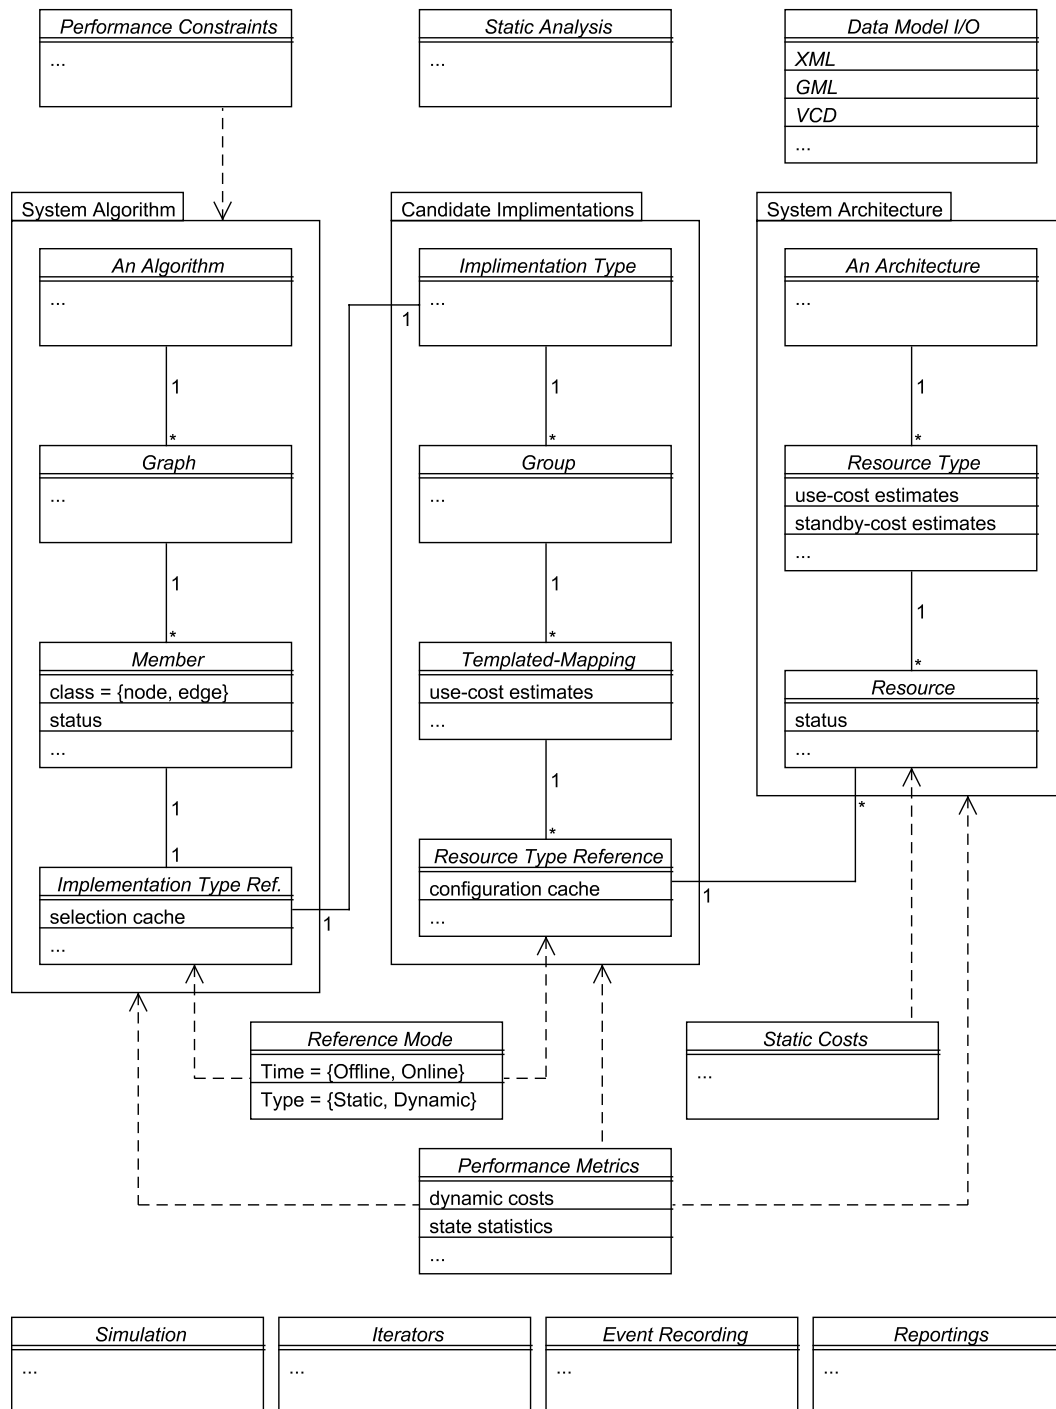 Performance Constraints
...
Static Analysis
...
Data Model I/O
XML
GML
VCD
...
System Algorithm
An Algorithm
...
1
*
Graph
...
1
*
Member
class = {node, edge}
status
...
1
1
Implementation Type Ref.
selection cache
...
1
Candidate Implimentations
Implimentation Type
...
1
1
*
Group
...
1
*
Templated-Mapping
use-cost estimates
...
1
*
Resource Type Reference
configuration cache
...
1
System Architecture
An Architecture
...
1
*
Resource Type
use-cost estimates
standby-cost estimates
...
1
*
Resource
status
...
*
Reference Mode
Time = {Offline, Online}
Type = {Static, Dynamic}
Static Costs
...
Performance Metrics
dynamic costs
state statistics
...
Simulation
...
Iterators
...
Event Recording
...
Reportings
...